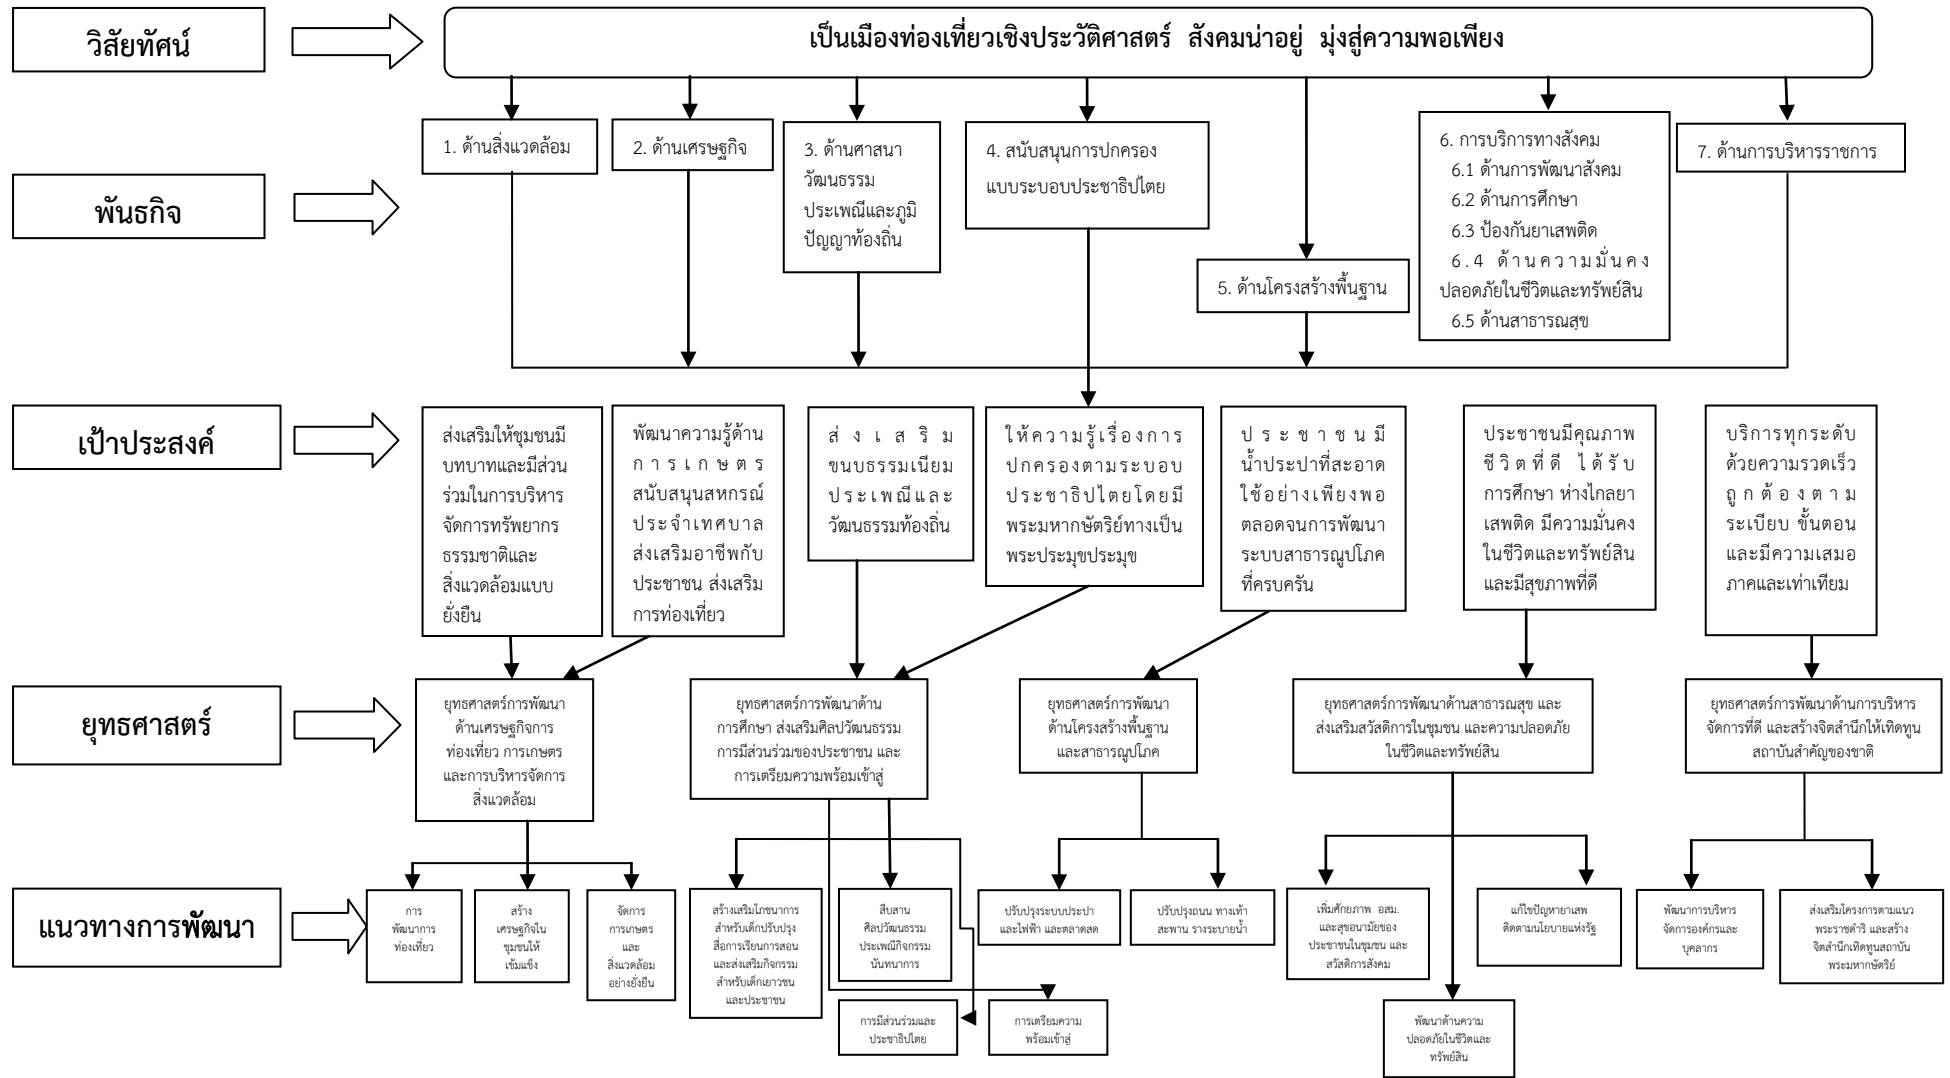 วิสัยทัศน์
เป็นเมืองท่องเที่ยวเชิงประวัติศาสตร์ สังคมน่าอยู่ มุ่งสู่ความพอเพียง
พันธกิจ
1. ด้านสิ่งแวดล้อม
2. ด้านเศรษฐกิจ
3. ด้านศาสนา
วัฒนธรรม
ประเพณีและภูมิ
ปัญญาท้องถิ่น
4. สนับสนุนการปกครอง
แบบระบอบประชาธิปไตย
5. ด้านโครงสร้างพื้นฐาน
6. การบริการทางสังคม
6.1 ด้านการพัฒนาสังคม
6.2 ด้านการศึกษา
6.3 ป้องกันยาเสพติด
6.4 ด้านความมั่นคง
ปลอดภัยในชีวิตและทรัพย์สิน
6.5 ด้านสาธารณสุข
7. ด้านการบริหารราชการ
เป้าประสงค์
ส่งเสริมให้ชุมชนมี
บทบาทและมีส่วน
ร่วมในการบริหาร
จัดการทรัพยากร
ธรรมชาติและ
สิ่งแวดล้อมแบบ
ยั่งยืน
พัฒนาความรู้ด้าน
การเกษตร
สนับสนุนสหกรณ์
ประจำเทศบาล
ส่งเสริมอาชีพกับ
ประชาชน ส่งเสริม
การท่องเที่ยว
ส่งเสริม
ขนบธรรมเนียม
ประเพณีและ
วัฒนธรรมท้องถิ่น
ให้ความรู้เรื่องการ
ปกครองตามระบอบ
ประชาธิปไตยโดยมี
พระมหากษัตริย์ทางเป็น
พระประมุขประมุข
ประชาชนมี
น้ำประปาที่สะอาด
ใช้อย่างเพียงพอ
ตลอดจนการพัฒนา
ระบบสาธารณูปโภค
ที่ครบครัน
ประชาชนมีคุณภาพ
ชีวิตที่ดี ได้รับ
การศึกษา ห่างไกลยา
เสพติด มีความมั่นคง
ในชีวิตและทรัพย์สิน
และมีสุขภาพที่ดี
บริการทุกระดับ
ด้วยความรวดเร็ว
ถูกต้องตาม
ระเบียบ ขั้นตอน
และมีความเสมอ
ภาคและเท่าเทียม
ยุทธศาสตร์
ยุทธศาสตร์การพัฒนา
ด้านเศรษฐกิจการ
ท่องเที่ยว การเกษตร
และการบริหารจัดการ
สิ่งแวดล้อม
ยุทธศาสตร์การพัฒนาด้าน
การศึกษา ส่งเสริมศิลปวัฒนธรรม
การมีส่วนร่วมของประชาชน และ
การเตรียมความพร้อมเข้าสู่
ยุทธศาสตร์การพัฒนา
ด้านโครงสร้างพื้นฐาน
และสาธารณูปโภค
ยุทธศาสตร์การพัฒนาด้านสาธารณสุข และ
ส่งเสริมสวัสดิการในชุมชน และความปลอดภัย
ในชีวิตและทรัพย์สิน
ยุทธศาสตร์การพัฒนาด้านการบริหาร
จัดการที่ดี และสร้างจิตสำนึกให้เทิดทูน
สถาบันสำคัญของชาติ
แนวทางการพัฒนา
การ
พัฒนาการ
ท่องเที่ยว
สร้าง
เศรษฐกิจใน
ชุมชนให้
เข้มแข็ง
จัดการ
การเกษตร
และ
สิ่งแวดล้อม
อย่างยั่งยืน
สร้างเสริมโภชนาการ
สำหรับเด็กปรับปรุง
สื่อการเรียนการสอน
และส่งเสริมกิจกรรม
สำหรับเด็กเยาวชน
และประชาชน
สืบสาน
ศิลปวัฒนธรรม
ประเพณีกิจกรรม
นันทนาการ
ปรับปรุงระบบประปา
และไฟฟ้า และตลาดสด
ปรับปรุงถนน ทางเท้า
สะพาน รางระบายน้ำ
เพิ่มศักยภาพ อสม.
และสุขอนามัยของ
ประชาชนในชุมชน และ
สวัสดิการสังคม
แก้ไขปัญหายาเสพ
ติดตามนโยบายแห่งรัฐ
พัฒนาการบริหาร
จัดการองค์กรและ
บุคลากร
ส่งเสริมโครงการตามแนว
พระราชดำริ และสร้าง
จิตสำนึกเทิดทูนสถาบัน
พระมหากษัตริย์
การมีส่วนร่วมและ
ประชาธิปไตย
การเตรียมความ
พร้อมเข้าสู่
พัฒนาด้านความ
ปลอดภัยในชีวิตและ
ทรัพย์สิน